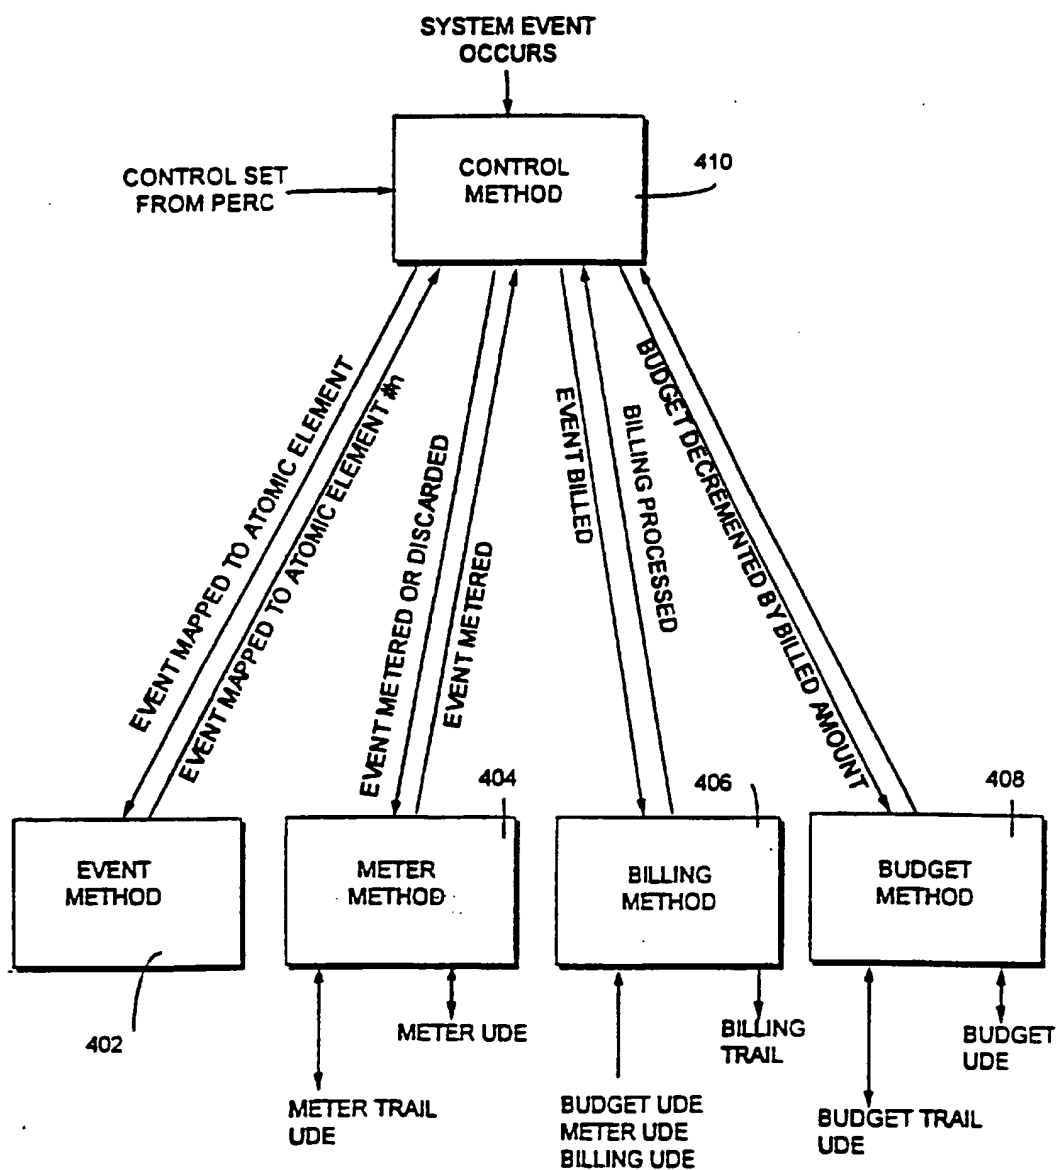 SYSTEM EVENT
OCCURS
CONTROL SET
FROM PERC
CONTROL
METHOD
410
EVENT MAPPED TO ATOMIC ELEMENT
EVENT MAPPED TO ATOMIC ELEMENT #n
EVENT METERED OR DISCARDED
EVENT METERED
EVENT BILLED
BILLING PROCESSED
BUDGET DECREMENTED BY BILLED AMOUNT
404
406
408
EVENT
METHOD
METER
METHOD
BILLING
METHOD
BUDGET
METHOD
402
METER UDE
BILLING
TRAIL
BUDGET
UDE
METER TRAIL
UDE
BUDGET UDE
METER UDE
BILLING UDE
BUDGET TRAIL
UDE